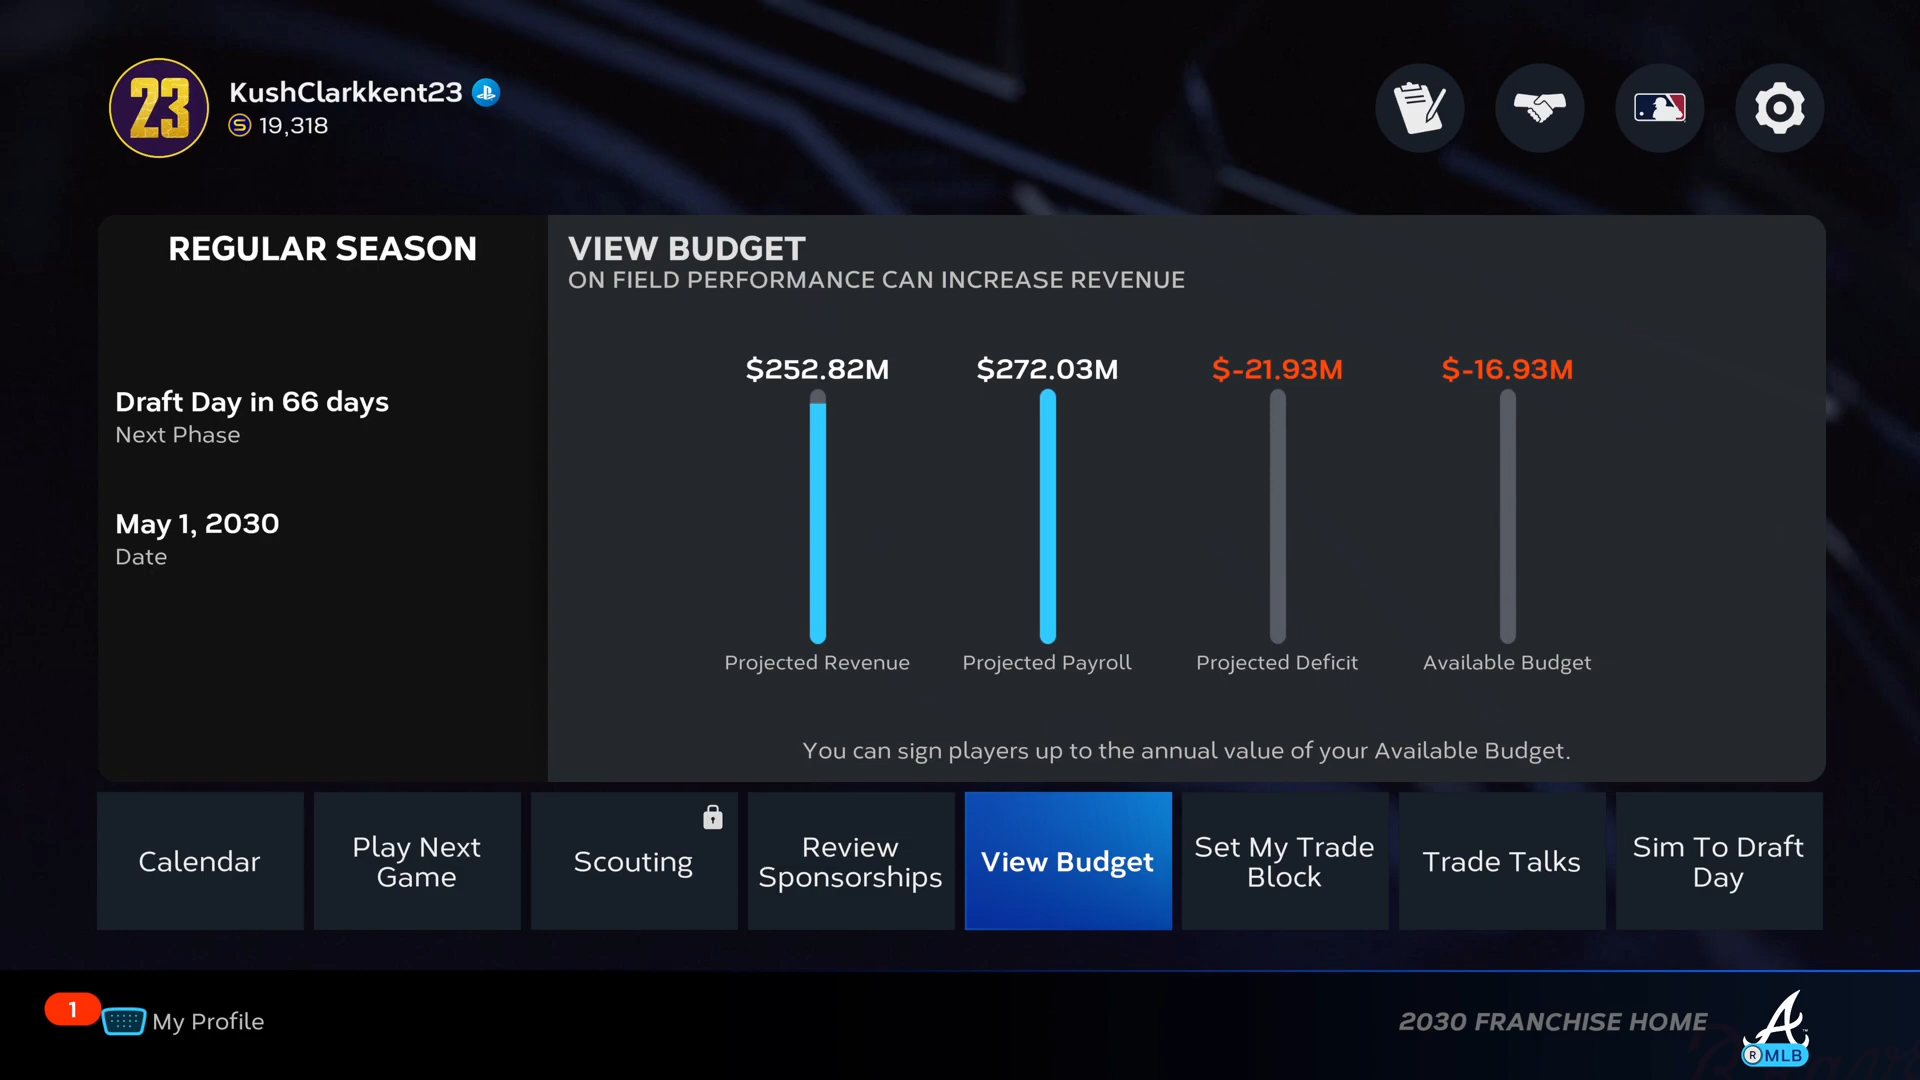 23
KushClarkkent23
S 19,318
REGULAR SEASON
Draft Day in 66 days
Next Phase
May 1, 2030
Date
VIEW BUDGET
ON FIELD PERFORMANCE CAN INCREASE REVENUE
$252.82M
$272.03M
$-21.93M
$-16.93M
Projected Revenue
Projected Payroll
Projected Deficit
Available Budget
You can sign players up to the annual value of your Available Budget.
Calendar
Play Next
Game
Scouting
Review
Sponsorships
View Budget
Set My Trade
Block
Trade Talks
Sim To Draft
Day
1
My Profile
2030 FRANCHISE HOME
A
R MLB